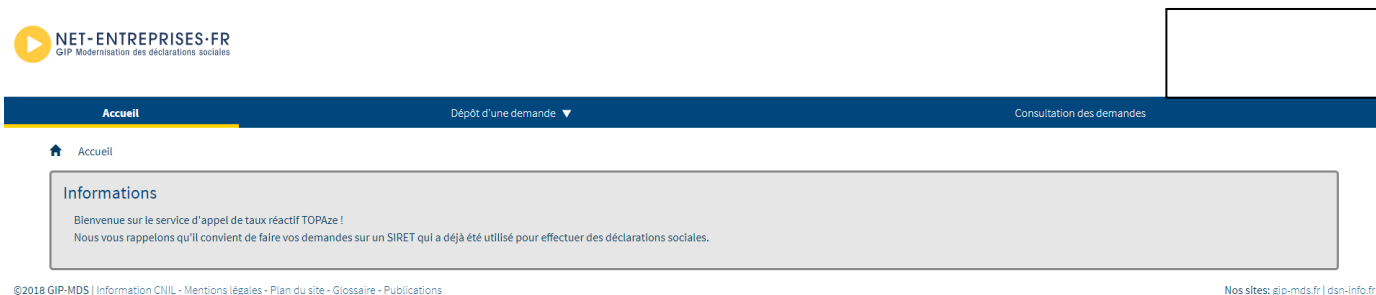 NET-ENTREPRISES·FR
GIP Modernisation des déclarations sociales
Accueil
Dépôt d'une demande ▼
Consultation des demandes
Accueil
Informations
Bienvenue sur le service d'appel de taux réactif TOPAze !
Nous vous rappelons qu'il convient de faire vos demandes sur un SIRET qui a déjà été utilisé pour effectuer des déclarations sociales.
©2018 GIP-MDS | Information CNIL - Mentions légales - Plan du site - Glossaire - Publications
Nos sites: gip-mds.fr | dsn-info.fr